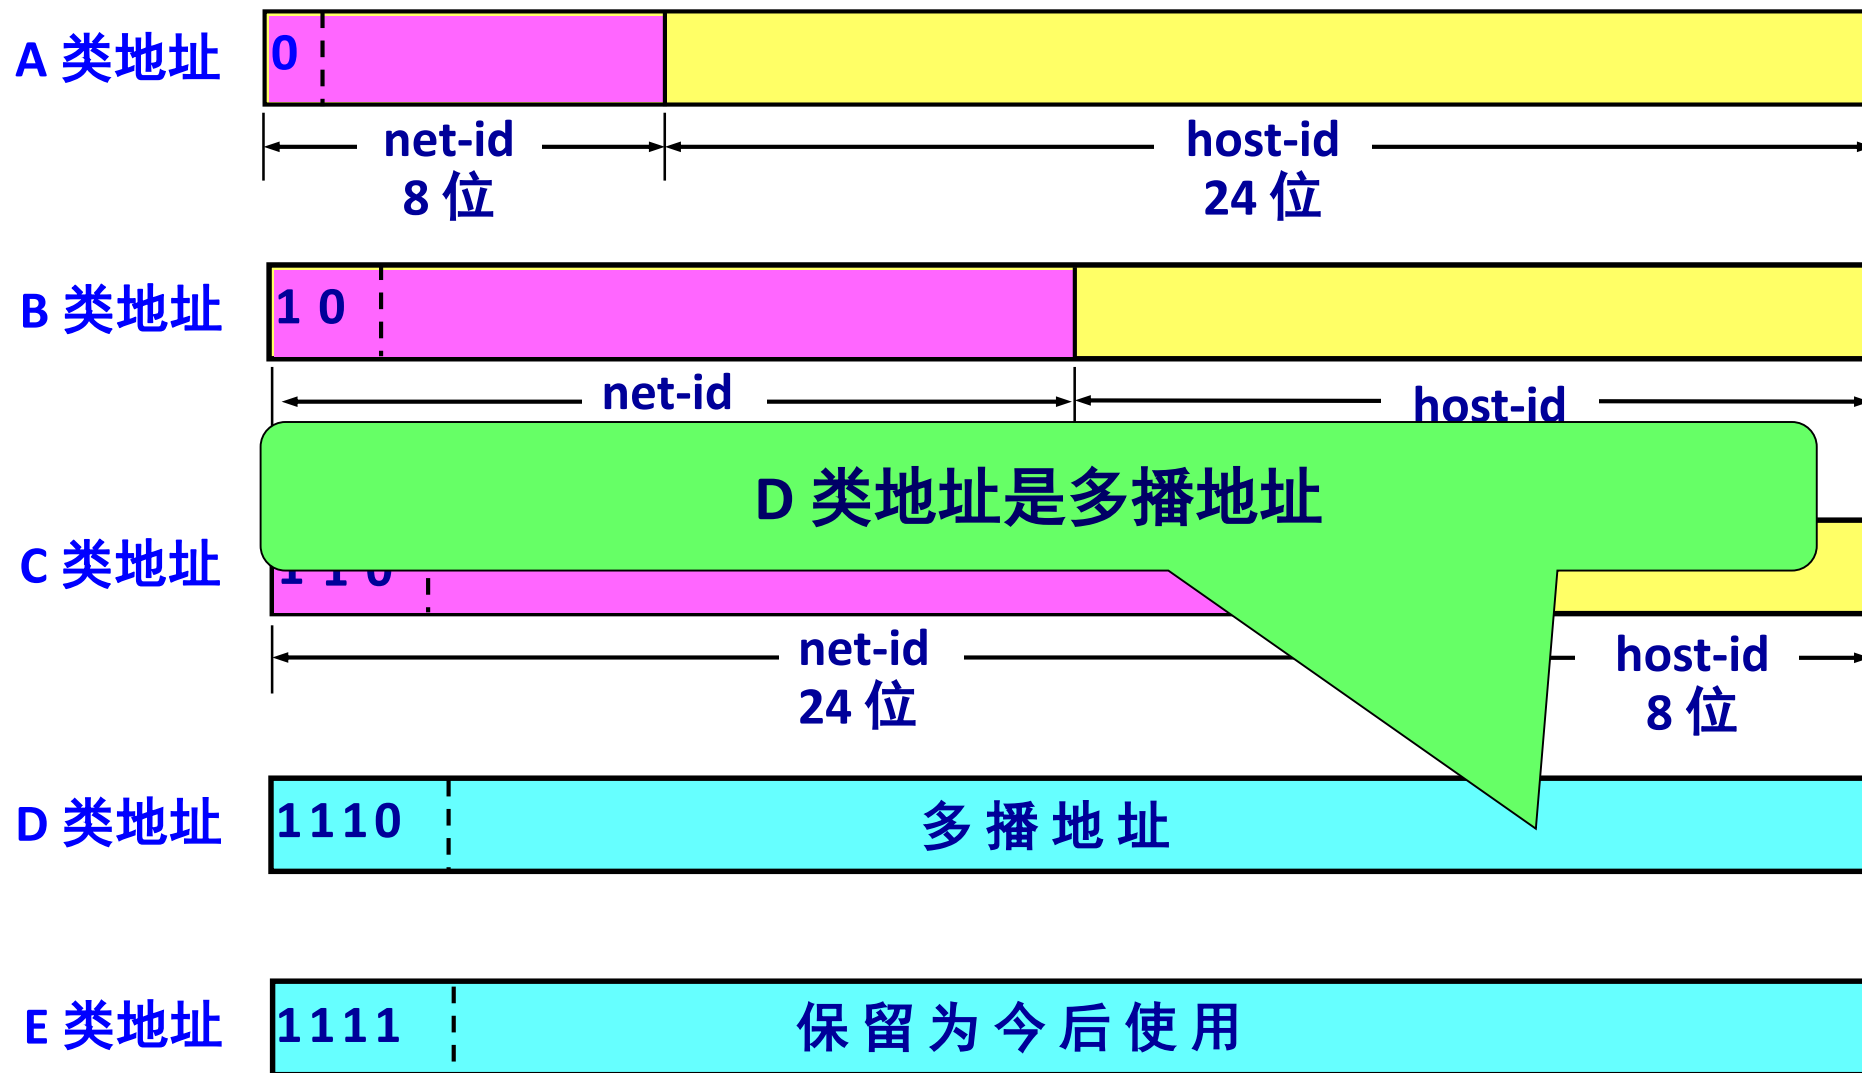 A 类地址
0
net-id
8 位
host-id
24 位
B 类地址
1 0
net-id
host-id
D 类地址是多播地址
C 类地址
1 1 0
net-id
24 位
host-id
8 位
D 类地址
1110
多播地址
E 类地址
1111
保留为今后使用